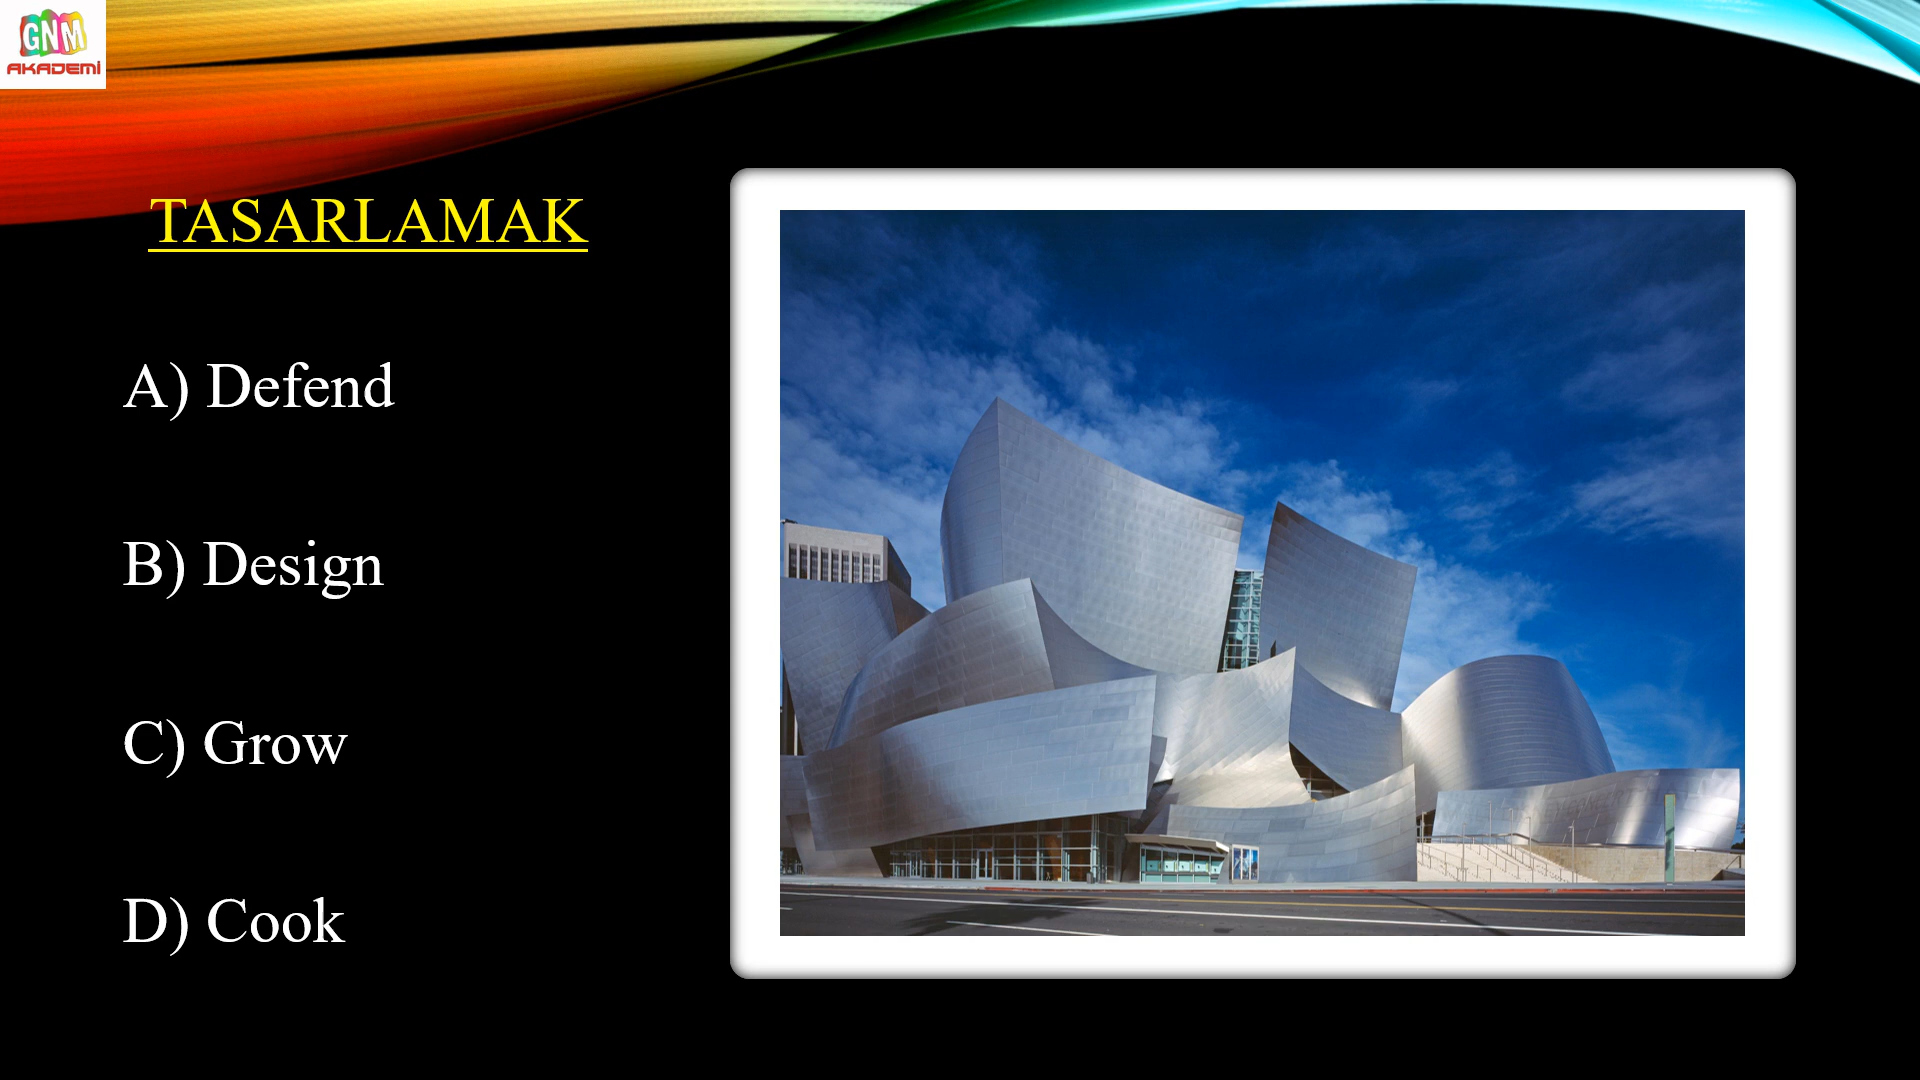 GNM
AKADEMİ
TASARLAMAK
A) Defend
B) Design
C) Grow
D) Cook